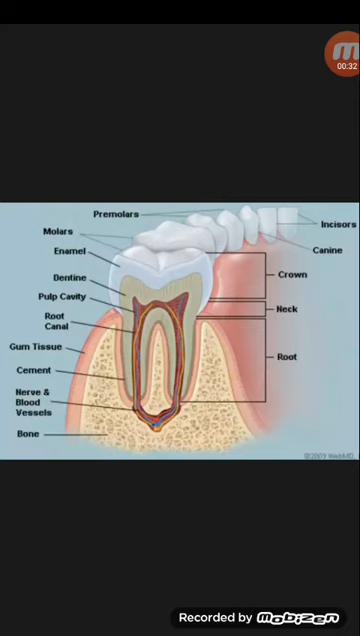 00:32
Premolars
Incisors
Molars
Canine
Enamel
Crown
Dentine
Pulp Cavity
Neck
Root
Canal
Gum Tissue
Root
Cement
Nerve &
Blood
Vessels
Bone
©2009 WebMD.
Recorded by MOBIZEN